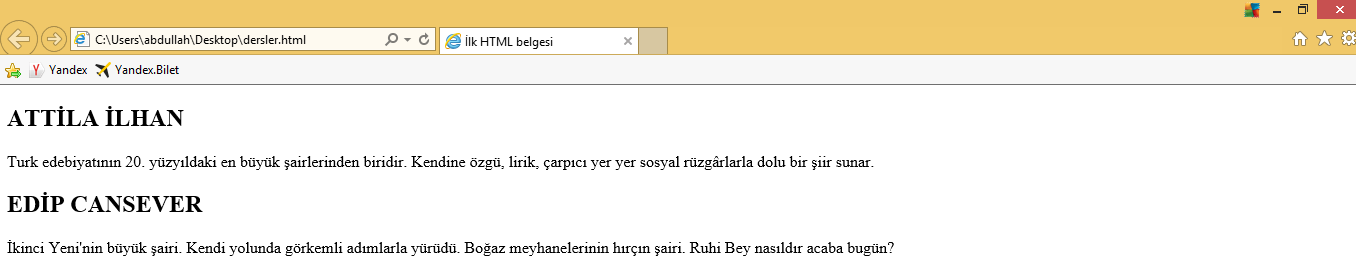 C:\Users\abdullah\Desktop\dersler.html
İlk HTML belgesi
Yandex
Yandex.Bilet
ATTİLA İLHAN
Turk edebiyatının 20. yüzyıldaki en büyük şairlerinden biridir. Kendine özgü, lirik, çarpıcı yer yer sosyal rüzgârlarla dolu bir şiir sunar.
EDİP CANSEVER
İkinci Yeni'nin büyük şairi. Kendi yolunda görkemli adımlarla yürüdü. Boğaz meyhanelerinin hırçın şairi. Ruhi Bey nasıldır acaba bugün?